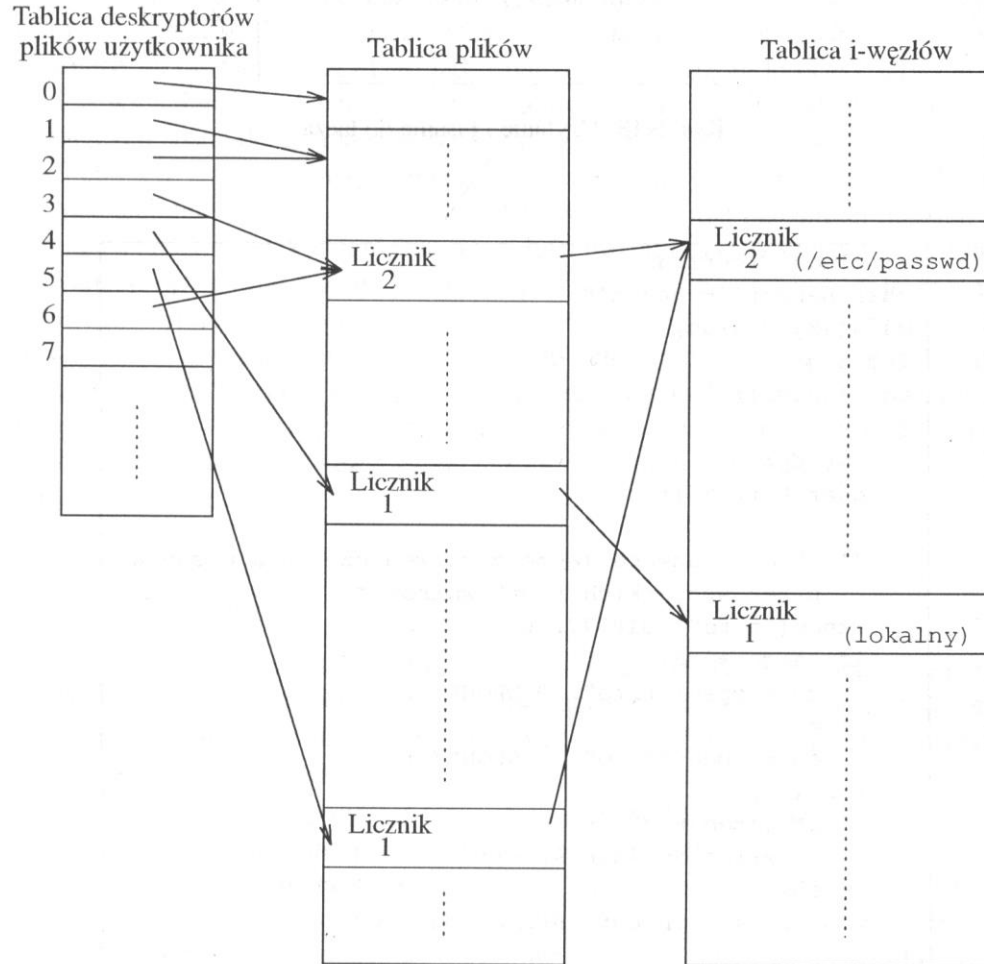 Tablica deskryptorów
plików użytkownika
Tablica plików
Tablica i-węzłów
0
1
2
3
4
5
6
7
Licznik
2
Licznik
1
Licznik
1
Licznik
2 (/etc/passwd)
Licznik
1 (lokalny)